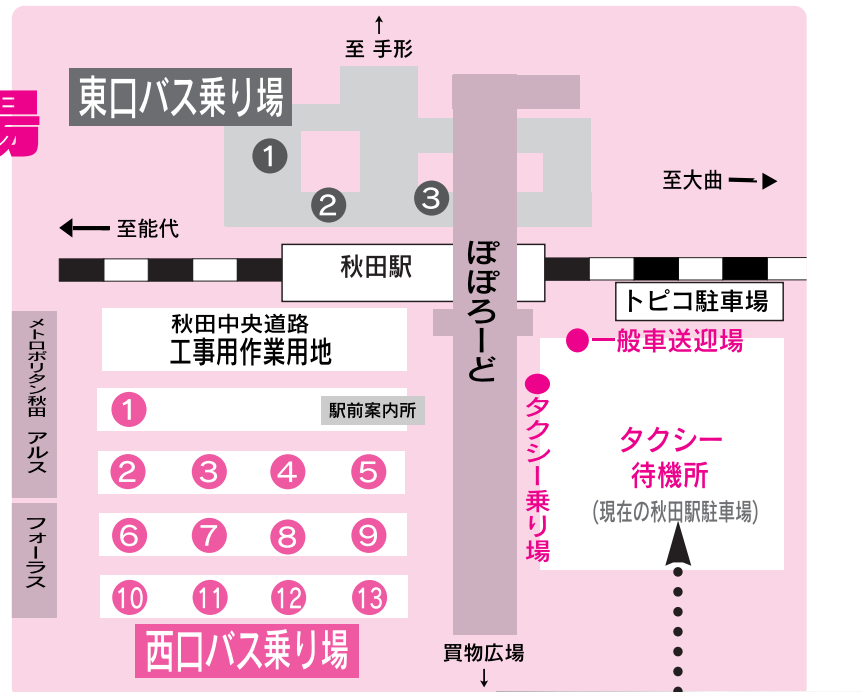 ↑
至 手形
東口バス乗り場
場
1
2
3
至大曲
至能代
秋田駅
ぽぽろーど
トピコ駐車場
秋田中央道路
工事用作業用地
●一般車送迎場
メトロポリタン秋田 アルス
1
駅前案内所
●タクシー乗り場
タクシー
待機所
(現在の秋田駅駐車場)
2 3 4 5
フォーラス
6 7 8 9
10 11 12 13
西口バス乗り場
買物広場
↓